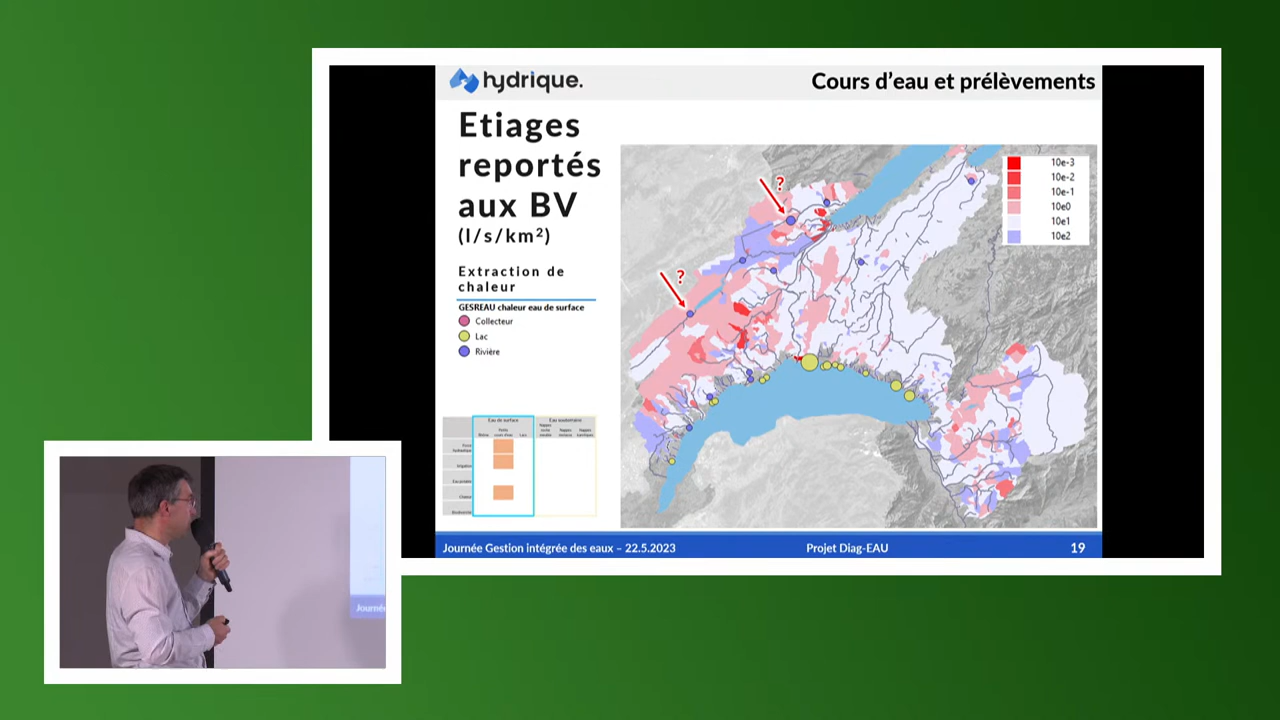 hydrique.
Cours d'eau et prélèvements
Etiages
reportés
aux BV
(l/s/km²)
Extraction de
chaleur
GESREAU chaleur eau de surface
Collecteur
Lac
Rivière
?
?
10e-3
10e-2
10e-1
10e0
10e1
10e2
Eau de surface
Eau souterraine
Journée Gestion intégrée des eaux – 22.5.2023
Projet Diag-EAU
19
Journé